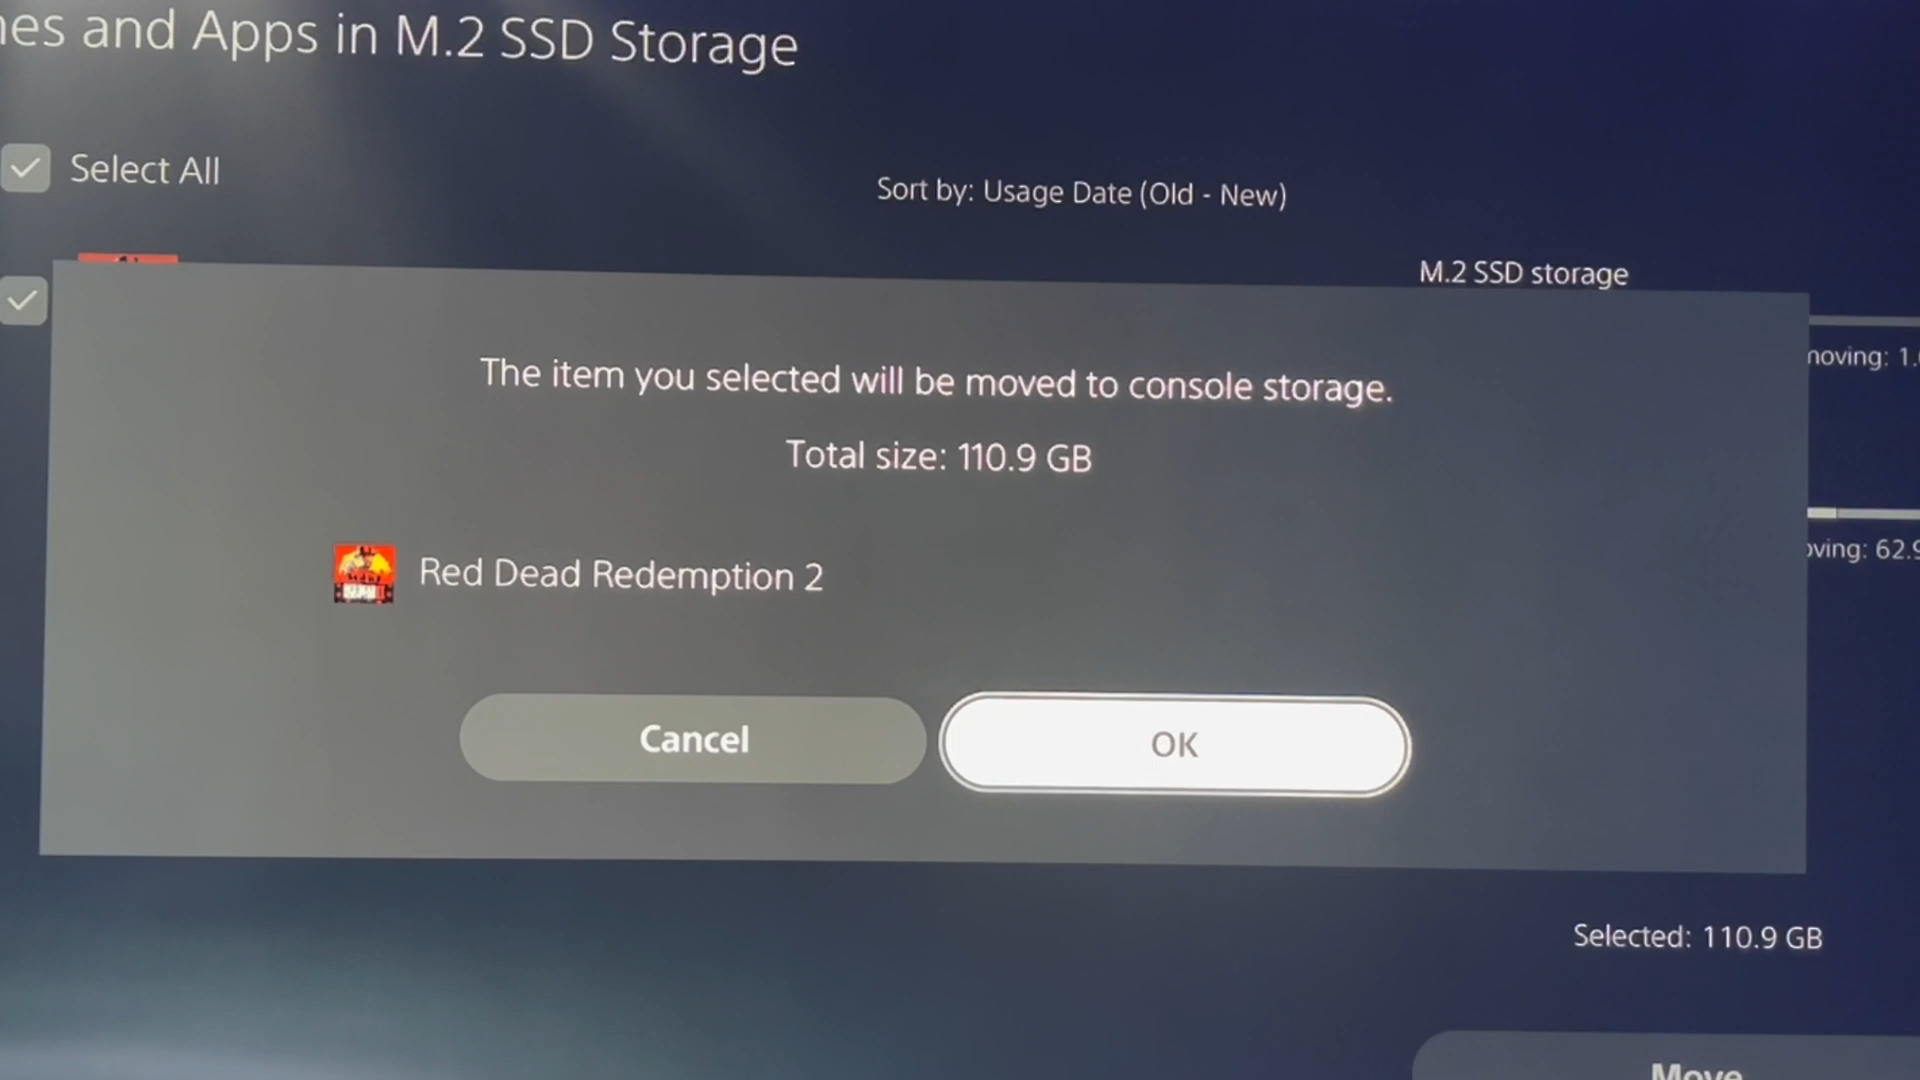 and Apps in M.2 SSD Storage
Select All
Sort by: Usage Date (Old - New)
M.2 SSD storage
The item you selected will be moved to console storage.
Total size: 110.9 GB
Red Dead Redemption 2
Cancel
OK
Selected: 110.9 GB
Move